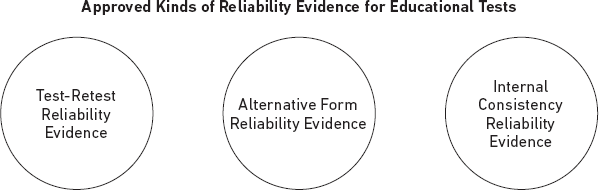 Approved Kinds of Reliability Evidence for Educational Tests
Test-Retest
Reliability
Evidence
Alternative Form
Reliability Evidence
Internal
Consistency
Reliability
Evidence